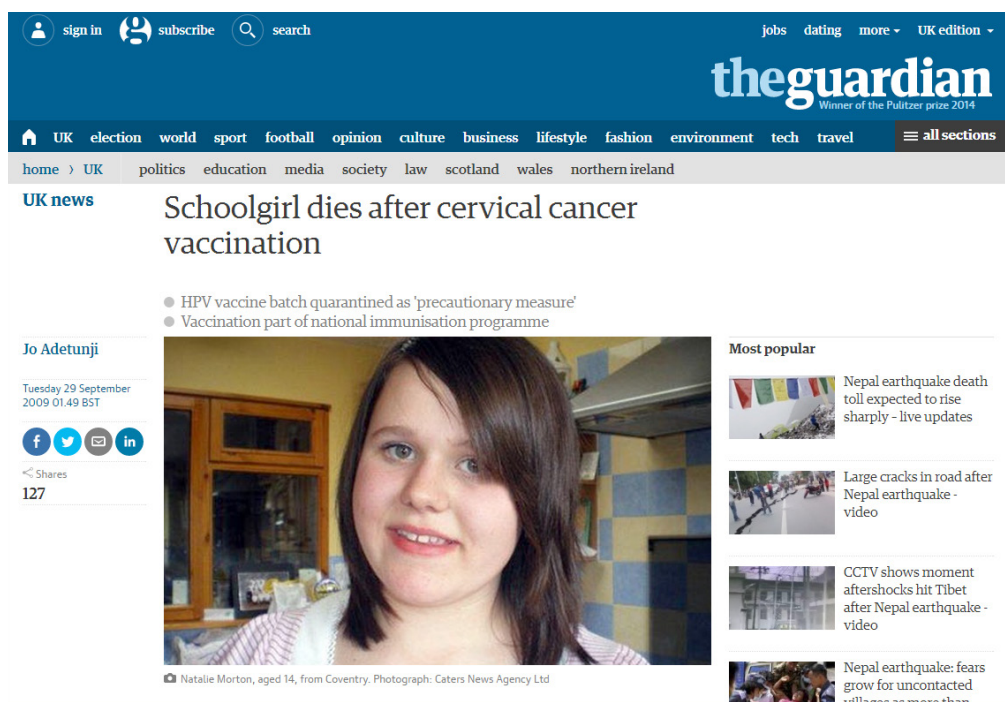 sign in subscribe search jobs dating more UK edition
theguardian
Winner of the Pulitzer prize 2014
UK election world sport football opinion culture business lifestyle fashion environment tech travel all sections
home › UK politics education media society law scotland wales northern ireland
UK news
Schoolgirl dies after cervical cancer
vaccination
HPV vaccine batch quarantined as 'precautionary measure'
Vaccination part of national immunisation programme
Jo Adetunji
Tuesday 29 September
2009 01.49 BST
f in
Shares
127
Natalie Morton, aged 14, from Coventry. Photograph: Caters News Agency Ltd
Most popular
Nepal earthquake death
toll expected to rise
sharply – live updates
Large cracks in road after
Nepal earthquake -
video
CCTV shows moment
aftershocks hit Tibet
after Nepal earthquake -
video
Nepal earthquake: fears
grow for uncontacted
villages as more than